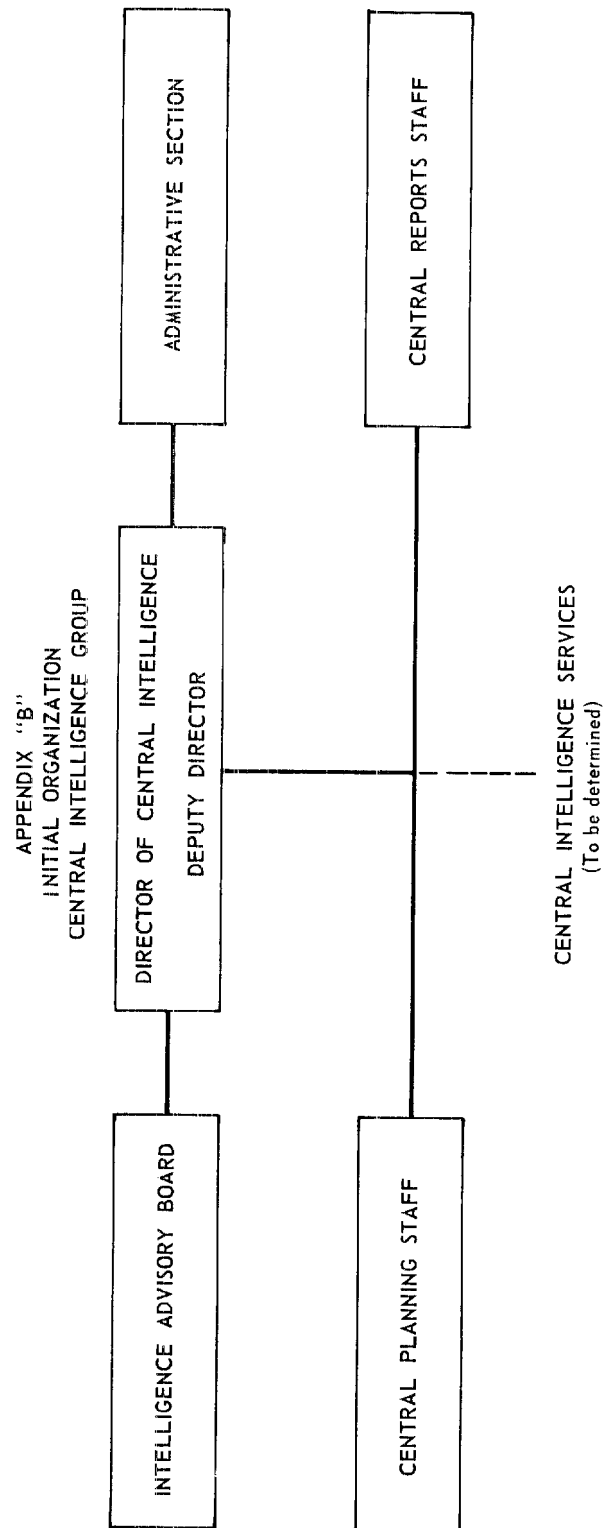 APPENDIX “B”
INITIAL ORGANIZATION
CENTRAL INTELLIGENCE GROUP
INTELLIGENCE ADVISORY BOARD
DIRECTOR OF CENTRAL INTELLIGENCE
DEPUTY DIRECTOR
ADMINISTRATIVE SECTION
CENTRAL PLANNING STAFF
CENTRAL REPORTS STAFF
CENTRAL INTELLIGENCE SERVICES
(To be determined)